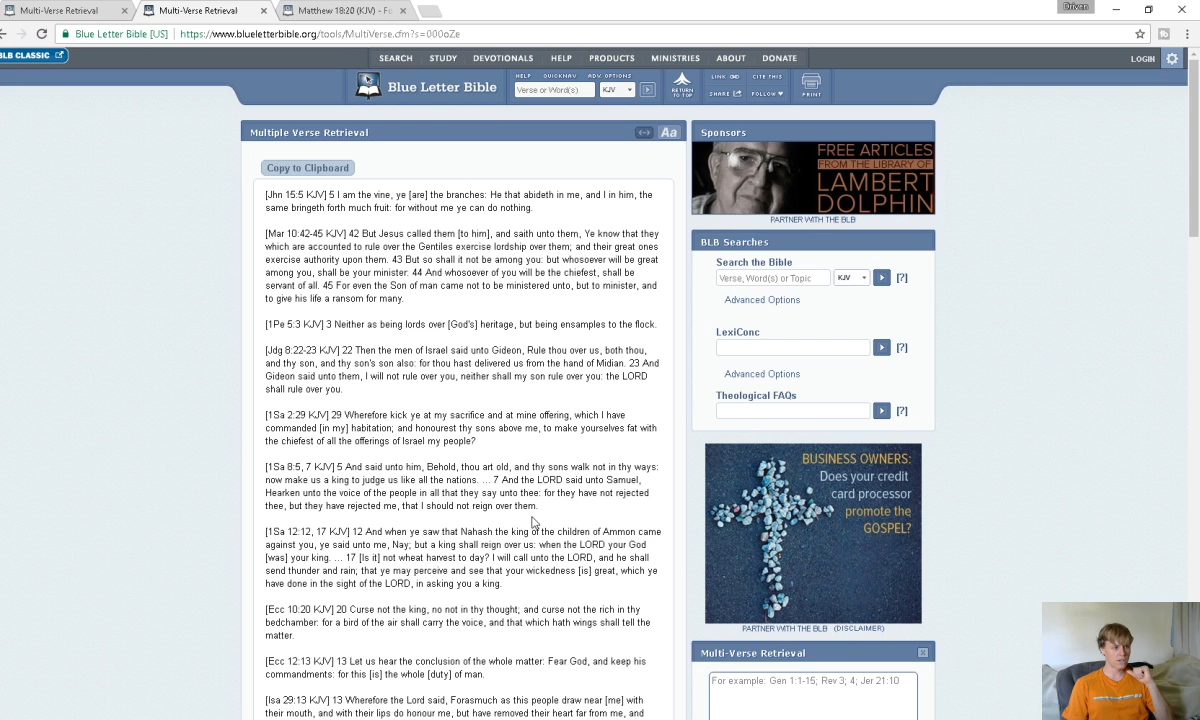 Multi-Verse Retrieval
Multi-Verse Retrieval
Matthew 18:20 (KJV) - Fo
Driven
Blue Letter Bible [US]
https://www.blueletterbible.org/tools/MultiVerse.cfm?s=000oZe
BLB CLASSIC
SEARCH STUDY DEVOTIONALS HELP PRODUCTS MINISTRIES ABOUT DONATE
LOGIN
Blue Letter Bible
HELP QUICKNAV ADV. OPTIONS
Verse or Word(s)
KJV
RETURN TO TOP
LINK
CITE THIS
SHARE
FOLLOW
PRINT
Multiple Verse Retrieval
Aa
Copy to Clipboard
[Jhn 15:5 KJV] 5 I am the vine, ye [are] the branches: He that abideth in me, and I in him, the
same bringeth forth much fruit: for without me ye can do nothing.
[Mar 10:42-45 KJV] 42 But Jesus called them [to him], and saith unto them, Ye know that they
which are accounted to rule over the Gentiles exercise lordship over them; and their great ones
exercise authority upon them. 43 But so shall it not be among you: but whosoever will be great
among you, shall be your minister: 44 And whosoever of you will be the chiefest, shall be
servant of all. 45 For even the Son of man came not to be ministered unto, but to minister, and
to give his life a ransom for many.
[1Pe 5:3 KJV] 3 Neither as being lords over [God's] heritage, but being ensamples to the flock.
[Jdg 8:22-23 KJV] 22 Then the men of Israel said unto Gideon, Rule thou over us, both thou,
and thy son, and thy son's son also: for thou hast delivered us from the hand of Midian. 23 And
Gideon said unto them, I will not rule over you, neither shall my son rule over you: the LORD
shall rule over you.
[1Sa 2:29 KJV] 29 Wherefore kick ye at my sacrifice and at mine offering, which I have
commanded [in my] habitation; and honourest thy sons above me, to make yourselves fat with
the chiefest of all the offerings of Israel my people?
[1Sa 8:5, 7 KJV] 5 And said unto him, Behold, thou art old, and thy sons walk not in thy ways:
now make us a king to judge us like all the nations. ... 7 And the LORD said unto Samuel,
Hearken unto the voice of the people in all that they say unto thee: for they have not rejected
thee, but they have rejected me, that I should not reign over them.
[1Sa 12:12, 17 KJV] 12 And when ye saw that Nahash the king of the children of Ammon came
against you, ye said unto me, Nay; but a king shall reign over us: when the LORD your God
[was] your king. ... 17 [Is it] not wheat harvest to day? I will call unto the LORD, and he shall
send thunder and rain; that ye may perceive and see that your wickedness [is] great, which ye
have done in the sight of the LORD, in asking you a king.
[Ecc 10:20 KJV] 20 Curse not the king, no not in thy thought; and curse not the rich in thy
bedchamber: for a bird of the air shall carry the voice, and that which hath wings shall tell the
matter.
[Ecc 12:13 KJV] 13 Let us hear the conclusion of the whole matter: Fear God, and keep his
commandments: for this [is] the whole [duty] of man.
[Isa 29:13 KJV] 13 Wherefore the Lord said, Forasmuch as this people draw near [me] with
their mouth, and with their lips do honour me, but have removed their heart far from me, and
Sponsors
FREE ARTICLES
FROM THE LIBRARY OF
LAMBERT
DOLPHIN
PARTNER WITH THE BLB
BLB Searches
Search the Bible
Verse, Word(s) or Topic
KJV
[?]
Advanced Options
LexiConc
[?]
Advanced Options
Theological FAQs
[?]
BUSINESS OWNERS:
Does your credit
card processor
promote the
GOSPEL?
PARTNER WITH THE BLB (DISCLAIMER)
Multi-Verse Retrieval
For example: Gen 1:1-15; Rev 3; 4; Jer 21:10